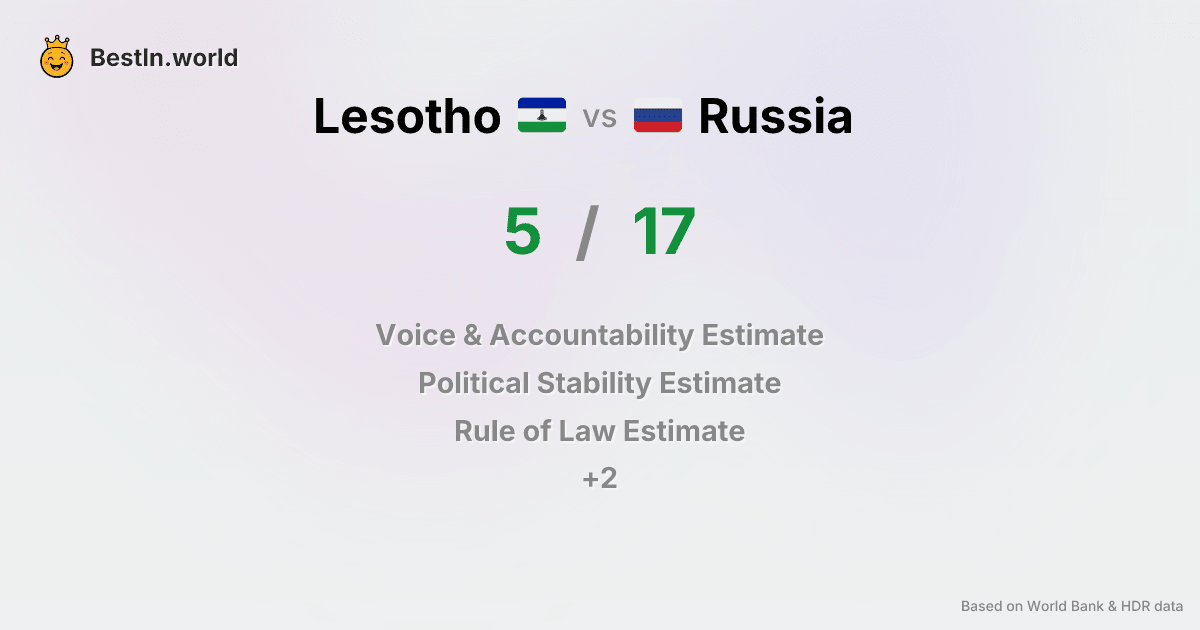 BestIn.world
Lesotho vs Russia
5 / 17
Voice & Accountability Estimate
Political Stability Estimate
Rule of Law Estimate
+2
Based on World Bank & HDR data